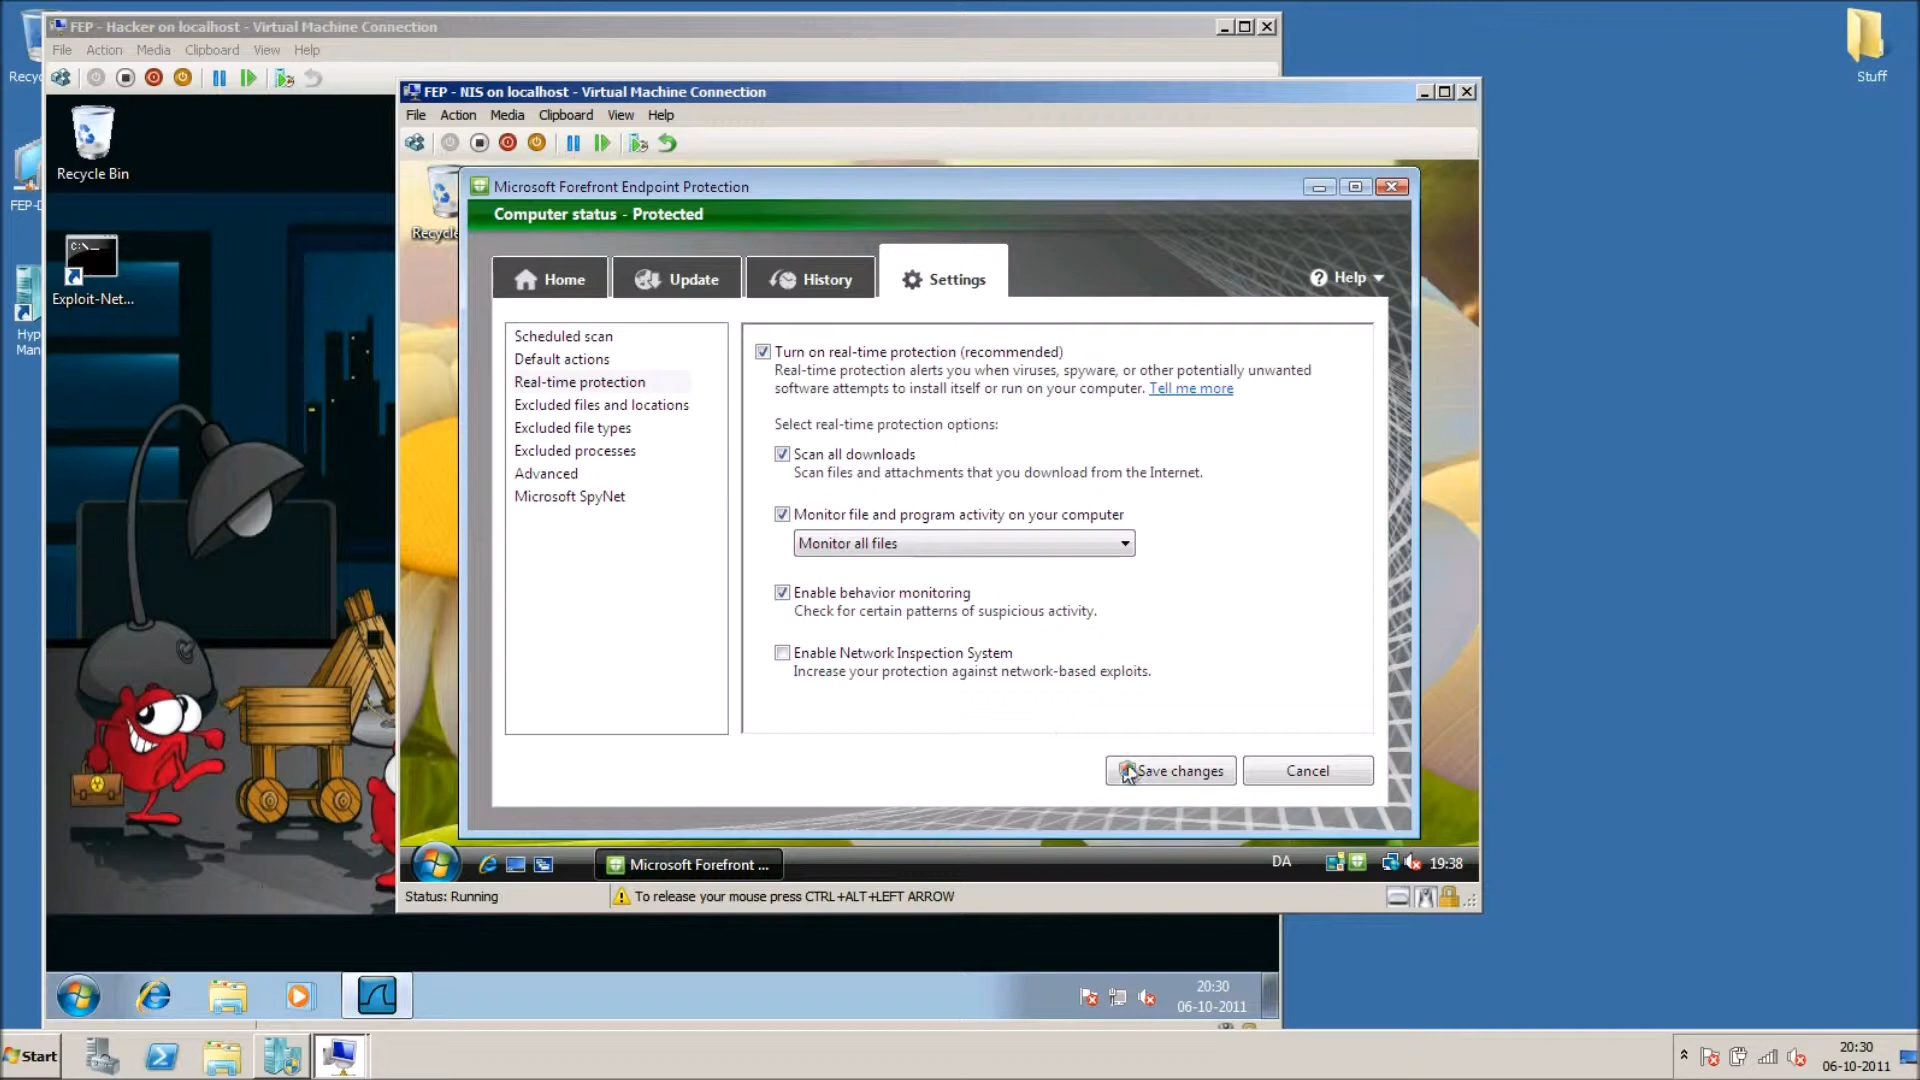 FEP - Hacker on localhost - Virtual Machine Connection
File Action Media Clipboard View Help
Recycle Bin
Exploit-Net...
FEP - NIS on localhost - Virtual Machine Connection
File Action Media Clipboard View Help
Microsoft Forefront Endpoint Protection
Computer status - Protected
Home
Update
History
Settings
Help
Scheduled scan
Default actions
Real-time protection
Excluded files and locations
Excluded file types
Excluded processes
Advanced
Microsoft SpyNet
Turn on real-time protection (recommended)
Real-time protection alerts you when viruses, spyware, or other potentially unwanted
software attempts to install itself or run on your computer. Tell me more
Select real-time protection options:
Scan all downloads
Scan files and attachments that you download from the Internet.
Monitor file and program activity on your computer
Monitor all files
Enable behavior monitoring
Check for certain patterns of suspicious activity.
Enable Network Inspection System
Increase your protection against network-based exploits.
Save changes
Cancel
Microsoft Forefront ...
DA
19:38
Status: Running
To release your mouse press CTRL+ALT+LEFT ARROW
20:30
06-10-2011
Stuff
Hyp
Man
Start
20:30
06-10-2011